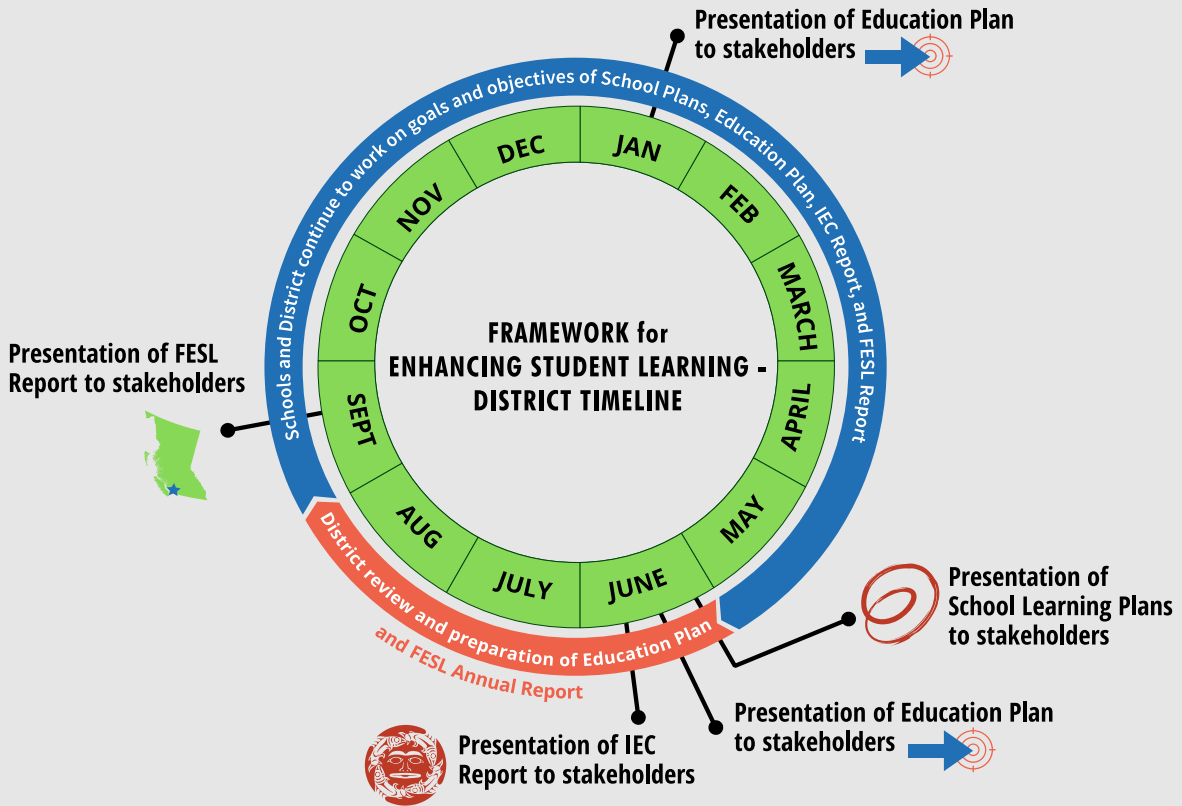 Presentation of Education Plan
to stakeholders
Schools and District continue to work on goals and objectives of School Plans, Education Plan, IEC Report, and FESL Report
JAN
FEB
MARCH
APRIL
MAY
JUNE
JULY
AUG
SEPT
OCT
NOV
DEC
FRAMEWORK for
ENHANCING STUDENT LEARNING -
DISTRICT TIMELINE
Presentation of FESL
Report to stakeholders
District review and preparation of Education Plan
and FESL Annual Report
Presentation of
School Learning Plans
to stakeholders
Presentation of Education Plan
to stakeholders
Presentation of IEC
Report to stakeholders